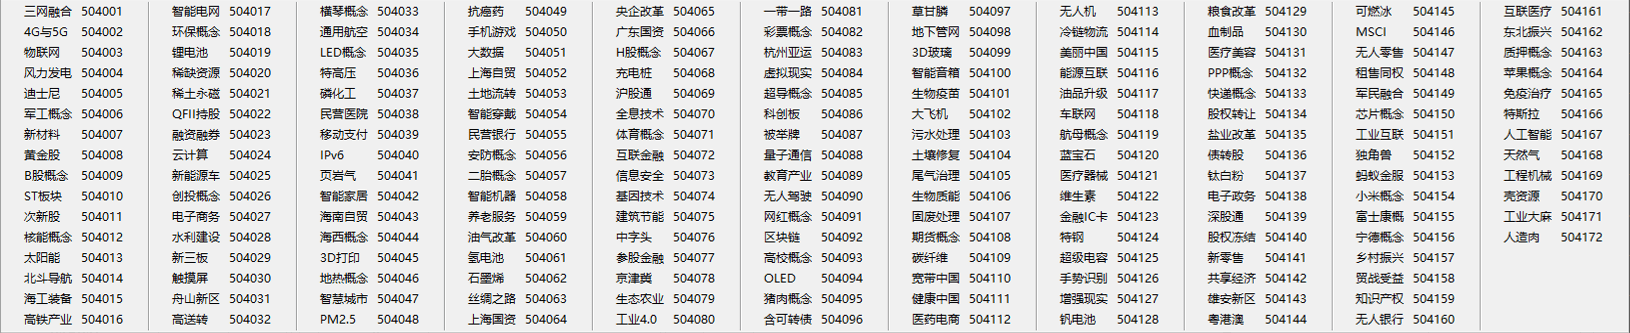 三网融合 504001 智能电网 504017 横琴概念 504033 抗癌药 504049 央企改革 504065 一带一路 504081 草甘膦 504097 无人机 504113 粮食改革 504129 可燃冰 504145 互联医疗 504161
4G与5G 504002 环保概念 504018 通用航空 504034 手机游戏 504050 广东国资 504066 彩票概念 504082 地下管网 504098 冷链物流 504114 血制品 504130 MSCI 504146 东北振兴 504162
物联网 504003 锂电池 504019 LED概念 504035 大数据 504051 H股概念 504067 杭州亚运 504083 3D玻璃 504099 美丽中国 504115 医疗美容 504131 无人零售 504147 质押概念 504163
风力发电 504004 稀缺资源 504020 特高压 504036 上海自贸 504052 充电桩 504068 虚拟现实 504084 智能音箱 504100 能源互联 504116 PPP概念 504132 租售同权 504148 苹果概念 504164
迪士尼 504005 稀土永磁 504021 磷化工 504037 土地流转 504053 沪股通 504069 超导概念 504085 生物疫苗 504101 油品升级 504117 快递概念 504133 军民融合 504149 免疫治疗 504165
军工概念 504006 QFII持股 504022 民营医院 504038 智能穿戴 504054 全息技术 504070 科创板 504086 大飞机 504102 车联网 504118 股权转让 504134 芯片概念 504150 特斯拉 504166
新材料 504007 融资融券 504023 移动支付 504039 民营银行 504055 体育概念 504071 被举牌 504087 污水处理 504103 航母概念 504119 盐业改革 504135 工业互联 504151 人工智能 504167
黄金股 504008 云计算 504024 IPv6 504040 安防概念 504056 互联金融 504072 量子通信 504088 土壤修复 504104 蓝宝石 504120 债转股 504136 独角兽 504152 天然气 504168
B股概念 504009 新能源车 504025 页岩气 504041 二胎概念 504057 信息安全 504073 教育产业 504089 尾气治理 504105 医疗器械 504121 钛白粉 504137 蚂蚁金服 504153 工程机械 504169
ST板块 504010 创投概念 504026 智能家居 504042 智能机器 504058 基因技术 504074 无人驾驶 504090 生物质能 504106 维生素 504122 电子政务 504138 小米概念 504154 壳资源 504170
次新股 504011 电子商务 504027 海南自贸 504043 养老服务 504059 建筑节能 504075 网红概念 504091 固废处理 504107 金融IC卡 504123 深股通 504139 富士康概 504155 工业大麻 504171
核能概念 504012 水利建设 504028 海西概念 504044 油气改革 504060 中字头 504076 区块链 504092 期货概念 504108 特钢 504124 股权冻结 504140 宁德概念 504156 人造肉 504172
太阳能 504013 新三板 504029 3D打印 504045 氢电池 504061 参股金融 504077 高校概念 504093 碳纤维 504109 超级电容 504125 新零售 504141 乡村振兴 504157
北斗导航 504014 触摸屏 504030 地热概念 504046 石墨烯 504062 京津冀 504078 OLED 504094 宽带中国 504110 手势识别 504126 共享经济 504142 贸战受益 504158
海工装备 504015 舟山新区 504031 智慧城市 504047 丝绸之路 504063 生态农业 504079 猪肉概念 504095 健康中国 504111 增强现实 504127 雄安新区 504143 知识产权 504159
高铁产业 504016 高送转 504032 PM2.5 504048 上海国资 504064 工业4.0 504080 含可转债 504096 医药电商 504112 钒电池 504128 粤港澳 504144 无人银行 504160